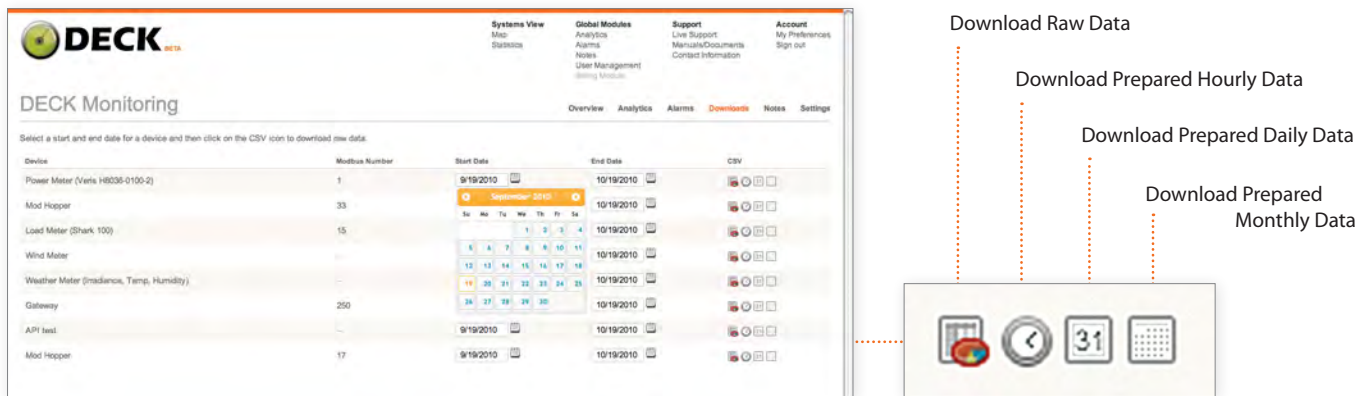 DECK BETA
Systems View Global Modules Support Account
Map Analytics Live Support My Preferences
Statistics Alarms Manuals/Documents Sign out
Notes Contact Information
User Management
Billing Module
DECK Monitoring
Overview Analytics Alarms Downloads Notes Settings
Select a start and end date for a device and then click on the CSV icon to download raw data.
Device Modbus Number Start Date End Date CSV
Power Meter (Veris H8036-0100-2) 1 9/19/2010 10/19/2010
September 2010
Su Mo Tu We Th Fr Sa
1 2 3 4
5 6 7 8 9 10 11
12 13 14 15 16 17 18
19 20 21 22 23 24 25
26 27 28 29 30
Mod Hopper 33 10/19/2010
Load Meter (Shark 100) 15 10/19/2010
Wind Meter - 10/19/2010
Weather Meter (Irradiance, Temp, Humidity) - 10/19/2010
Gateway 250 10/19/2010
API test - 9/19/2010 10/19/2010
Mod Hopper 17 9/19/2010 10/19/2010
Download Raw Data
Download Prepared Hourly Data
Download Prepared Daily Data
Download Prepared
Monthly Data
31